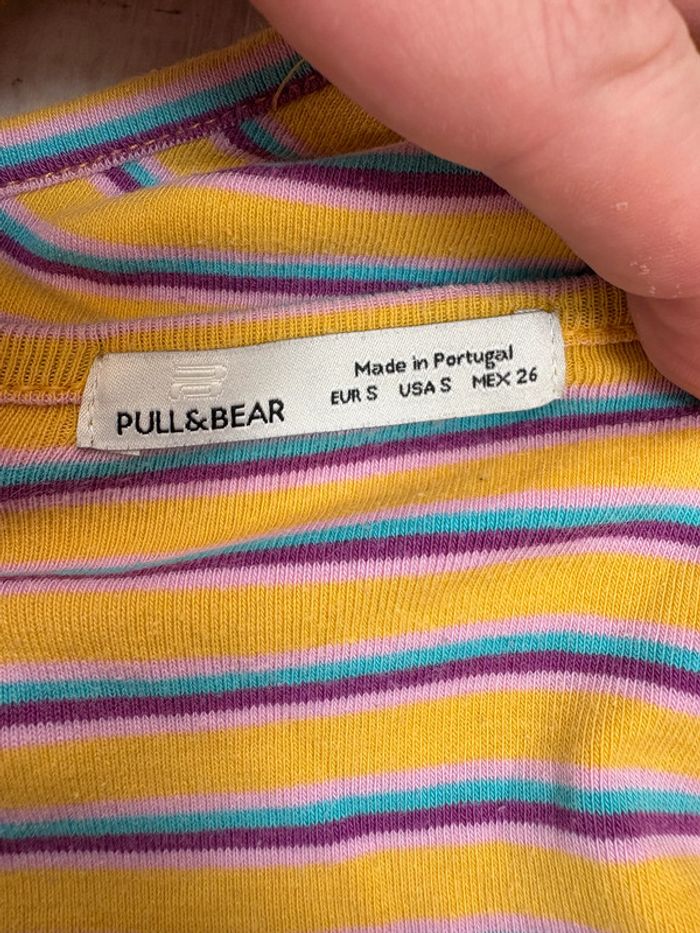 PULL&BEAR
Made in Portugal
EUR S USA S MEX 26